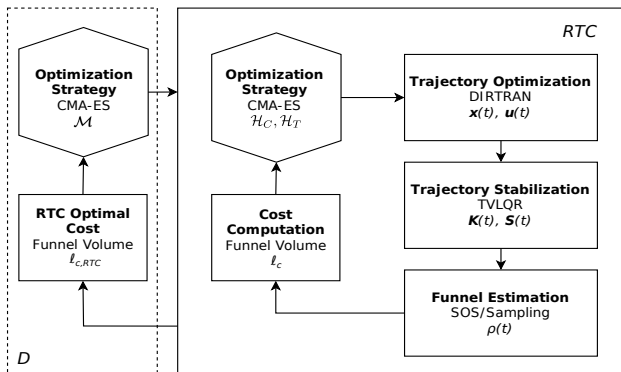 RTC
Optimization
Strategy
CMA-ES
ℳ
Optimization
Strategy
CMA-ES
ℋ_C, ℋ_T
Trajectory Optimization
DIRTRAN
x(t), u(t)
Trajectory Stabilization
TVLQR
K(t), S(t)
RTC Optimal
Cost
Funnel Volume
ℓ_c,RTC
Cost
Computation
Funnel Volume
ℓ_c
Funnel Estimation
SOS/Sampling
ρ(t)
D